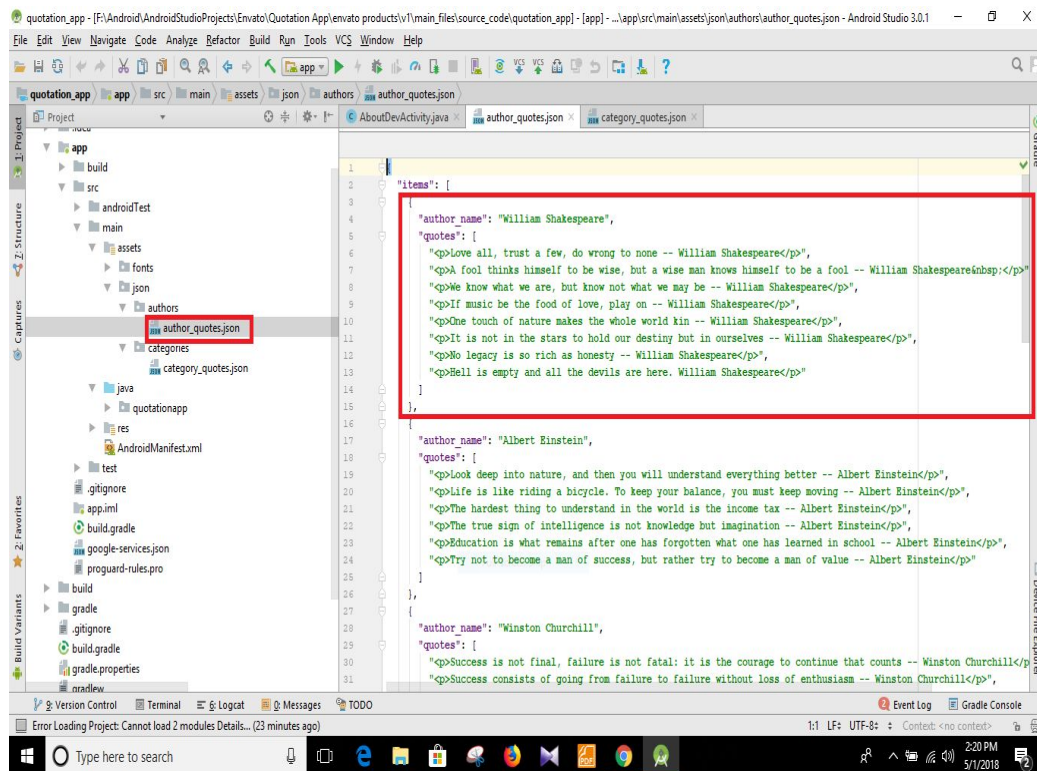 quotation_app - [F:\Android\AndroidStudioProjects\Envato\Quotation App\envato products\v1\main_files\source_code\quotation_app] - [app] - ...\app\src\main\assets\json\authors\author_quotes.json - Android Studio 3.0.1
File Edit View Navigate Code Analyze Refactor Build Run Tools VCS Window Help
app
quotation_app app src main assets json authors author_quotes.json
Project
AboutDevActivity.java author_quotes.json category_quotes.json
1: Project
7: Structure
Captures
2: Favorites
Build Variants
app
build
src
androidTest
main
assets
fonts
json
authors
author_quotes.json
categories
category_quotes.json
java
quotationapp
res
AndroidManifest.xml
test
.gitignore
app.iml
build.gradle
google-services.json
proguard-rules.pro
build
gradle
.gitignore
build.gradle
gradle.properties
gradlew
1 {
2 "items": [
3 {
4 "author_name": "William Shakespeare",
5 "quotes": [
6 "<p>Love all, trust a few, do wrong to none -- William Shakespeare</p>",
7 "<p>A fool thinks himself to be wise, but a wise man knows himself to be a fool -- William Shakespeare&nbsp;</p>"
8 "<p>We know what we are, but know not what we may be -- William Shakespeare</p>",
9 "<p>If music be the food of love, play on -- William Shakespeare</p>",
10 "<p>One touch of nature makes the whole world kin -- William Shakespeare</p>",
11 "<p>It is not in the stars to hold our destiny but in ourselves -- William Shakespeare</p>",
12 "<p>No legacy is so rich as honesty -- William Shakespeare</p>",
13 "<p>Hell is empty and all the devils are here. William Shakespeare</p>"
14 ]
15 },
16 {
17 "author_name": "Albert Einstein",
18 "quotes": [
19 "<p>Look deep into nature, and then you will understand everything better -- Albert Einstein</p>",
20 "<p>Life is like riding a bicycle. To keep your balance, you must keep moving -- Albert Einstein</p>",
21 "<p>The hardest thing to understand in the world is the income tax -- Albert Einstein</p>",
22 "<p>The true sign of intelligence is not knowledge but imagination -- Albert Einstein</p>",
23 "<p>Education is what remains after one has forgotten what one has learned in school -- Albert Einstein</p>",
24 "<p>Try not to become a man of success, but rather try to become a man of value -- Albert Einstein</p>"
25 ]
26 },
27 {
28 "author_name": "Winston Churchill",
29 "quotes": [
30 "<p>Success is not final, failure is not fatal: it is the courage to continue that counts -- Winston Churchill</p
31 "<p>Success consists of going from failure to failure without loss of enthusiasm -- Winston Churchill</p>",
9: Version Control Terminal 6: Logcat 0: Messages TODO Event Log Gradle Console
Error Loading Project: Cannot load 2 modules Details... (23 minutes ago) 1:1 LF÷ UTF-8÷ Context: <no context>
Type here to search
2:20 PM
5/1/2018